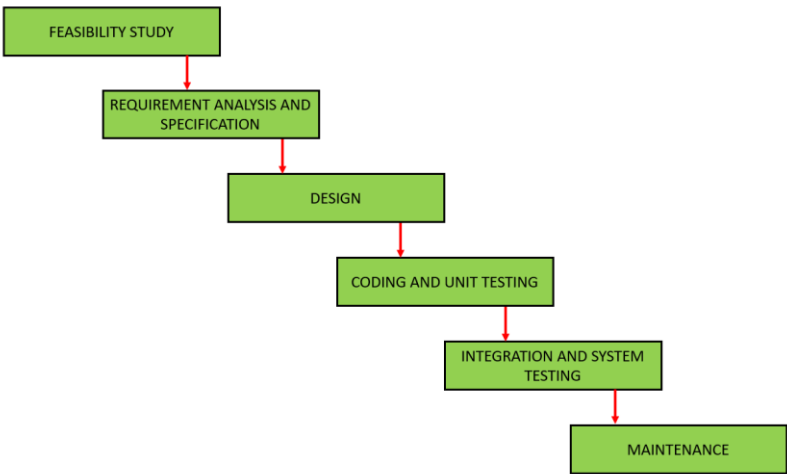 FEASIBILITY STUDY
REQUIREMENT ANALYSIS AND
SPECIFICATION
DESIGN
CODING AND UNIT TESTING
INTEGRATION AND SYSTEM
TESTING
MAINTENANCE